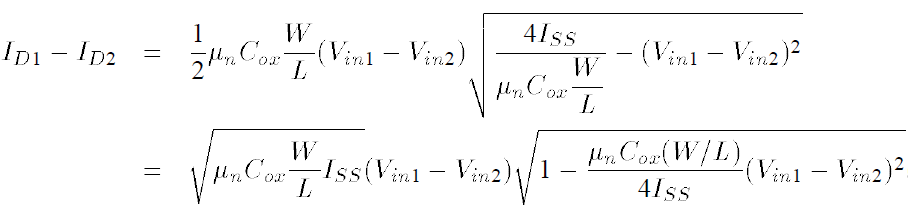 $I_{D1} - I_{D2} = \frac{1}{2}\mu_n C_{ox}\frac{W}{L}(V_{in1} - V_{in2})\sqrt{\frac{4I_{SS}}{\mu_n C_{ox}\frac{W}{L}} - (V_{in1} - V_{in2})^2}$
$= \sqrt{\mu_n C_{ox}\frac{W}{L}I_{SS}}(V_{in1} - V_{in2})\sqrt{1 - \frac{\mu_n C_{ox}(W/L)}{4I_{SS}}(V_{in1} - V_{in2})^2}.$